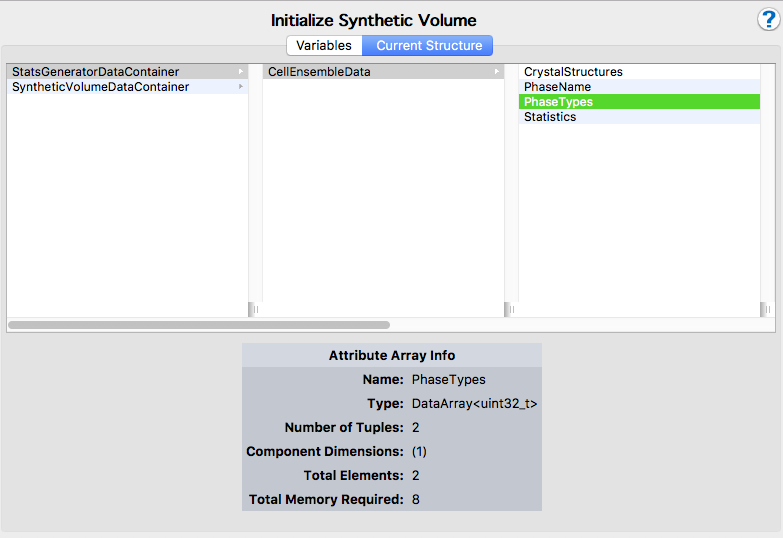 Initialize Synthetic Volume
?
Variables
Current Structure
StatsGeneratorDataContainer
SyntheticVolumeDataContainer
CellEnsembleData
CrystalStructures
PhaseName
PhaseTypes
Statistics
Attribute Array Info
Name: PhaseTypes
Type: DataArray<uint32_t>
Number of Tuples: 2
Component Dimensions: (1)
Total Elements: 2
Total Memory Required: 8